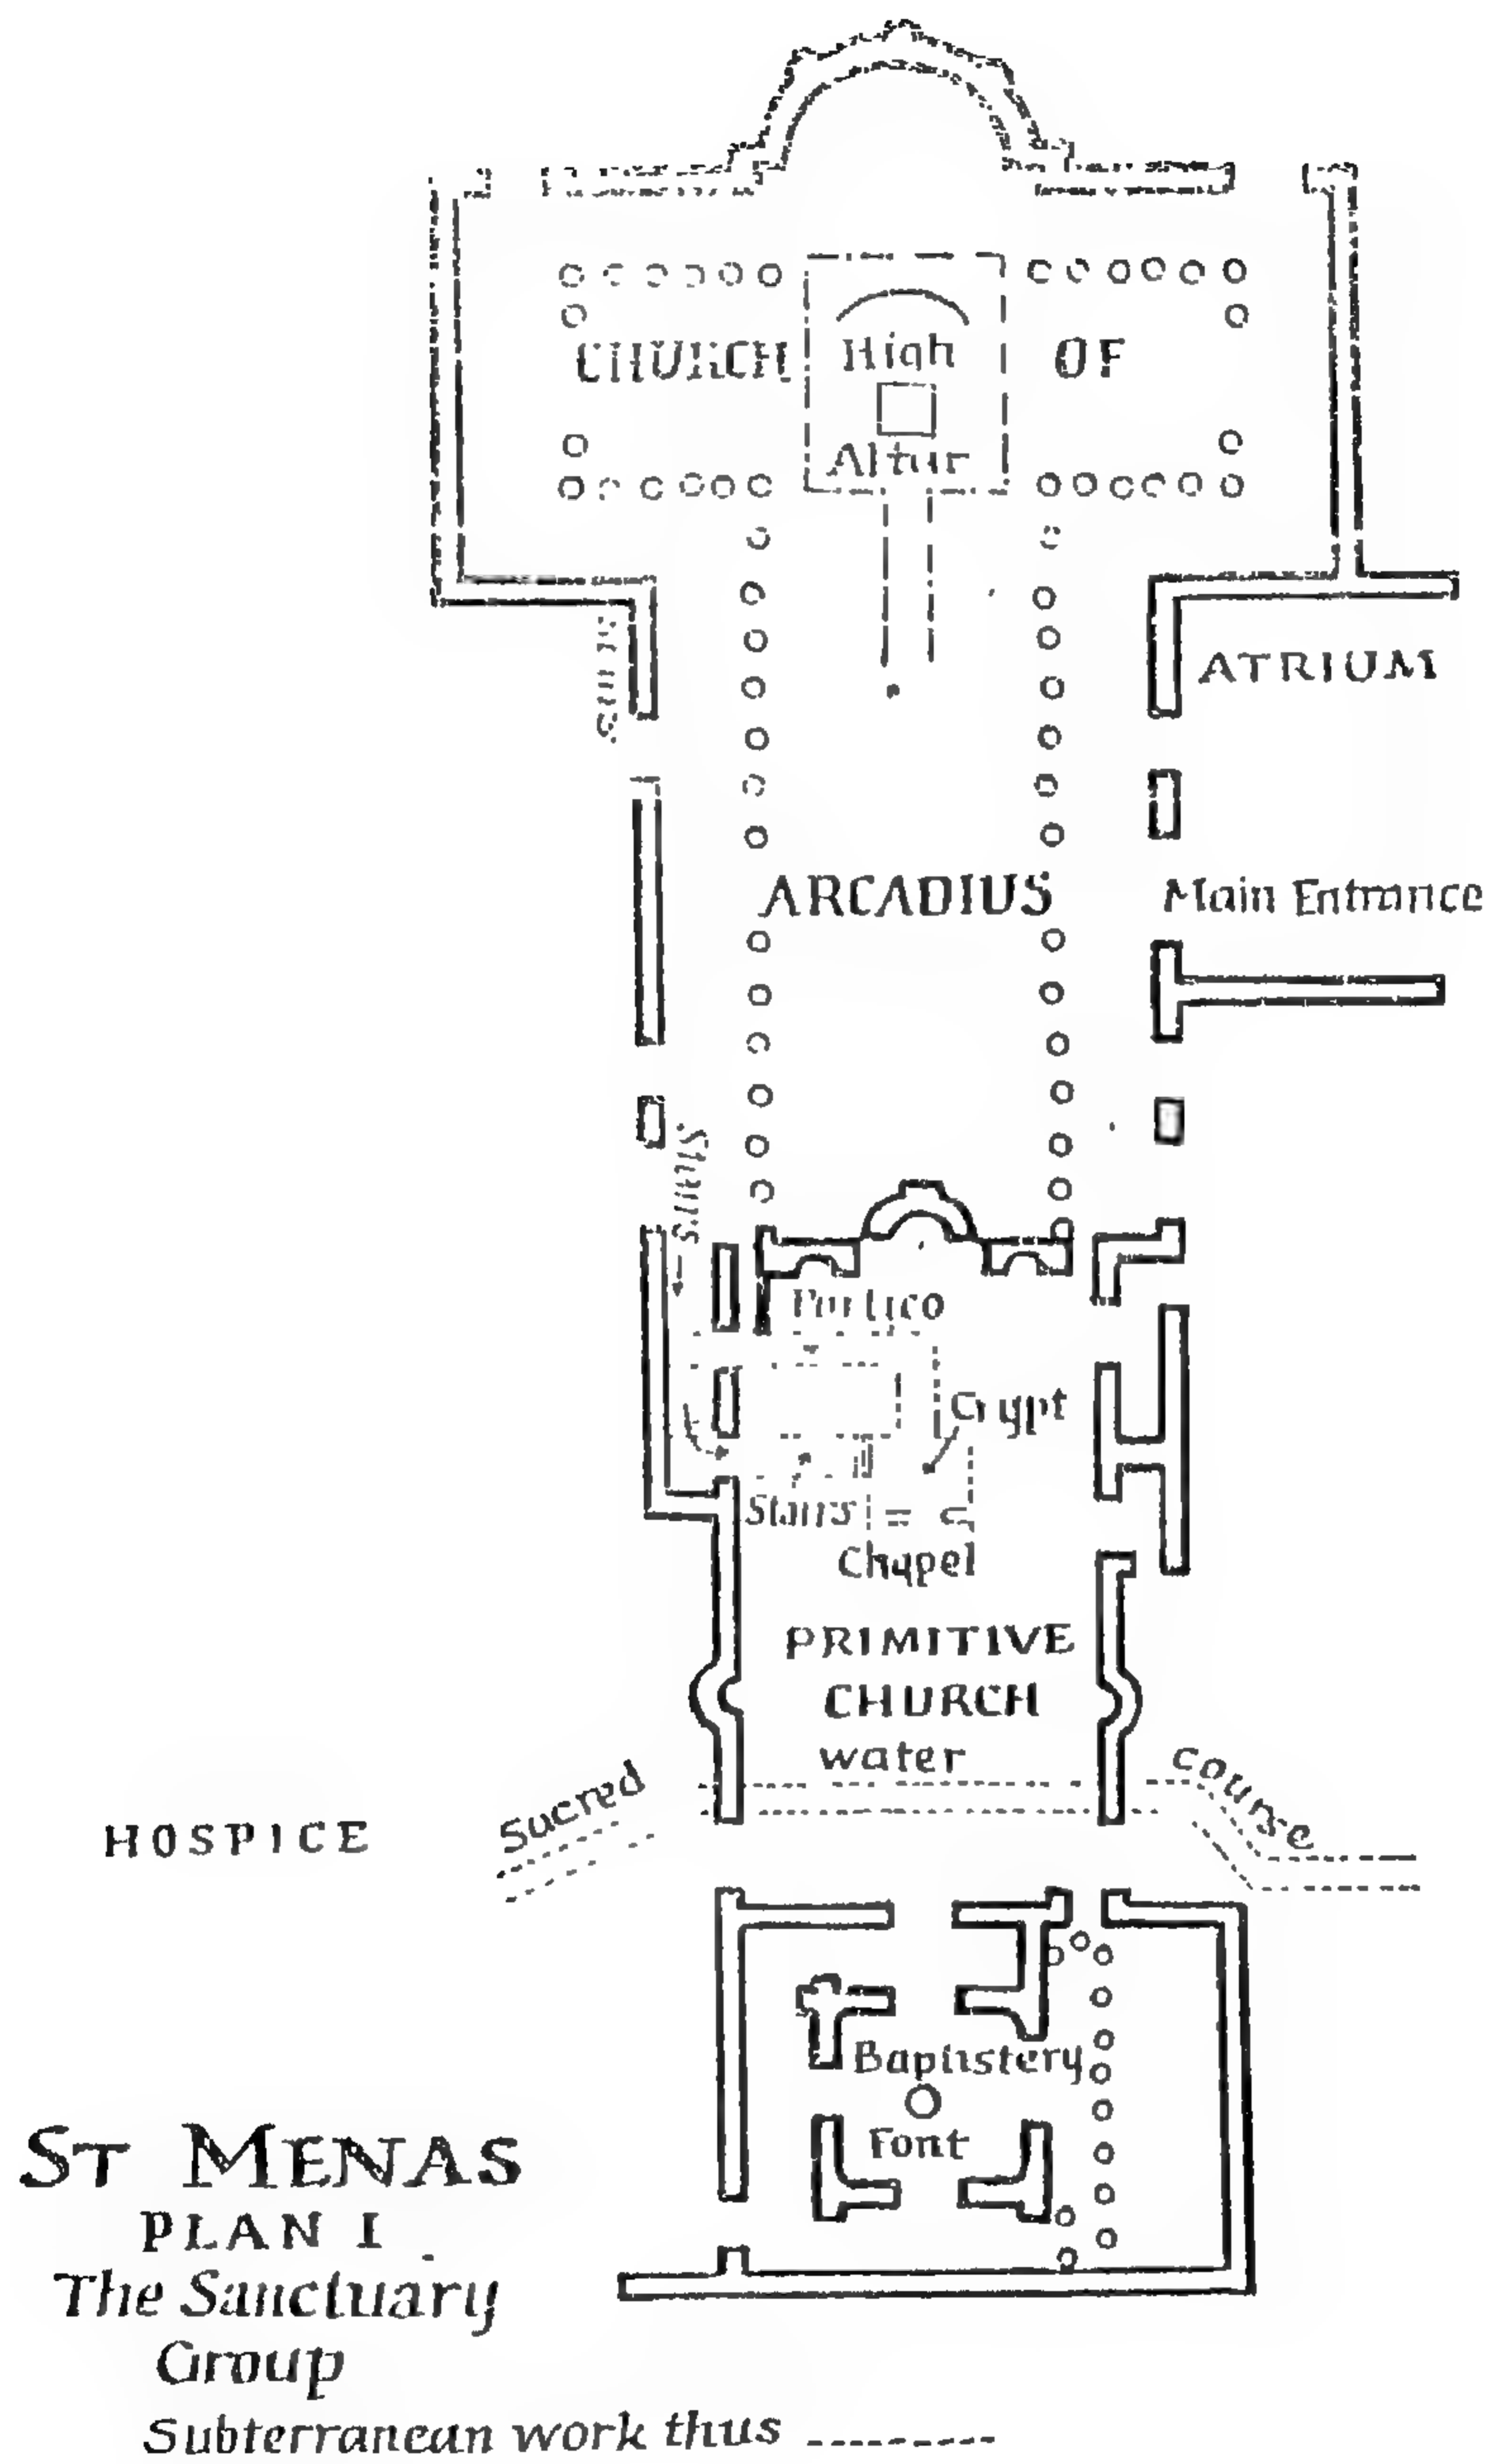 CHURCH
High
OF
Altar
Stairs
ATRIUM
ARCADIUS
Main Entrance
Stairs
Portico
Crypt
Stairs
Chapel
PRIMITIVE
CHURCH
water
Sacred
course
HOSPICE
Baptistery
Font
ST MENAS
PLAN I
The Sanctuary
Group
Subterranean work thus